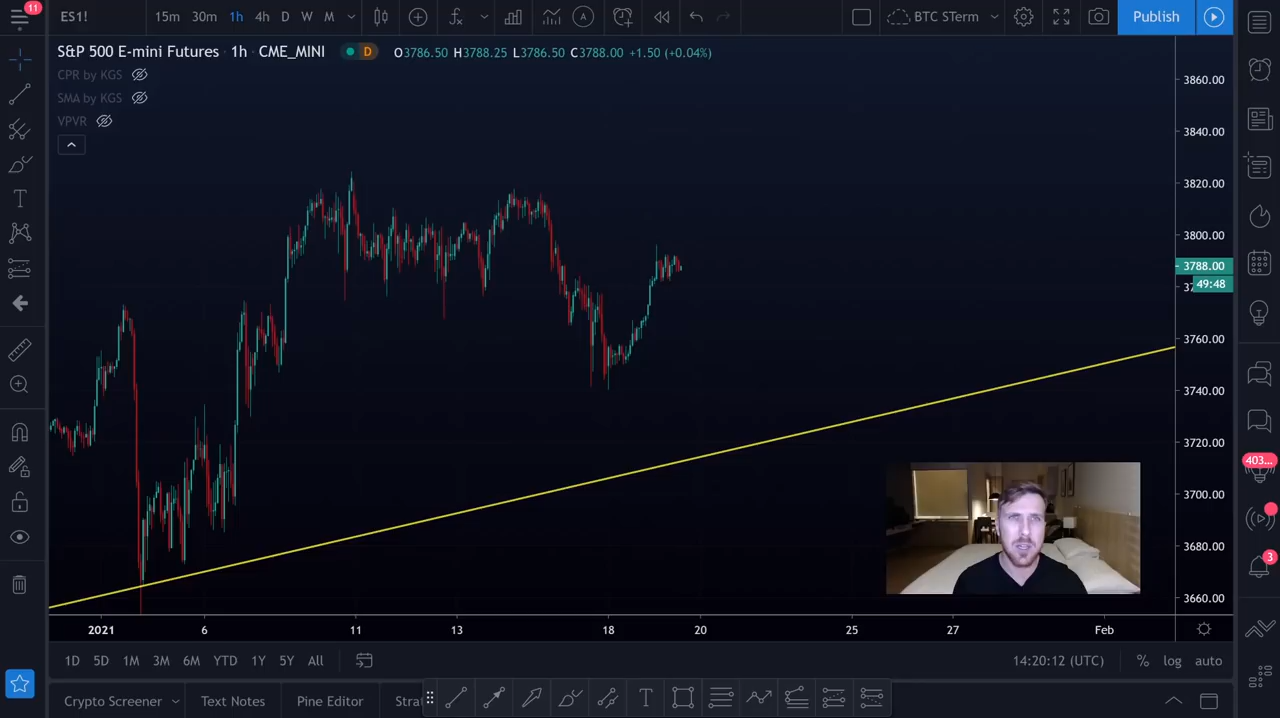 11
ES1!
15m 30m 1h 4h D W M
BTC STerm
Publish
S&P 500 E-mini Futures · 1h · CME_MINI
D
O3786.50 H3788.25 L3786.50 C3788.00 +1.50 (+0.04%)
CPR by KGS
SMA by KGS
VPVR
3860.00
3840.00
3820.00
3800.00
3788.00
49:48
3760.00
3740.00
3720.00
3700.00
3680.00
3660.00
403...
3
2021 6 11 13 18 20 25 27 Feb
1D 5D 1M 3M 6M YTD 1Y 5Y All
14:20:12 (UTC)
% log auto
Crypto Screener
Text Notes
Pine Editor